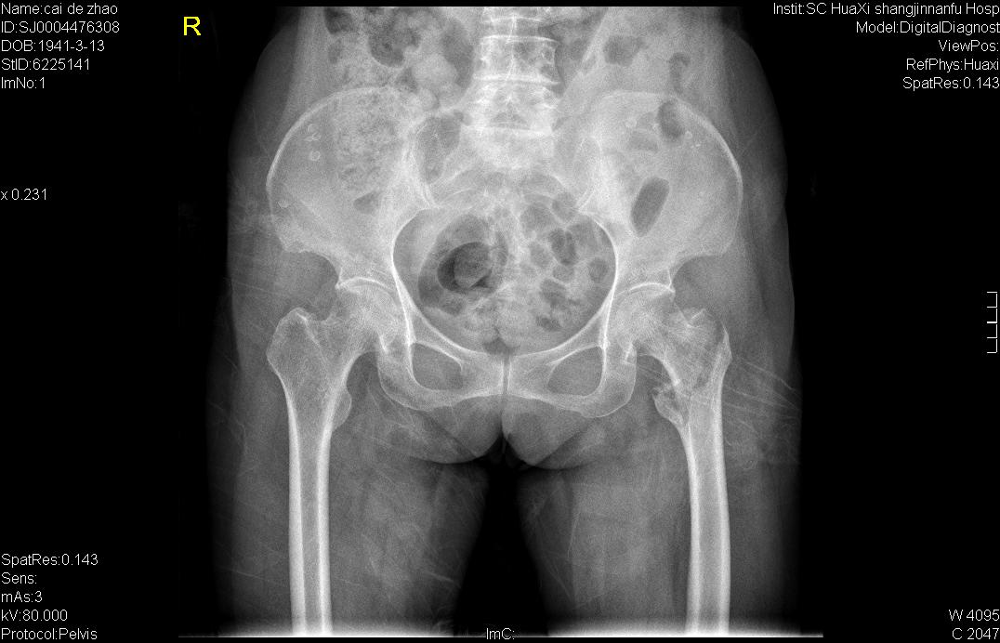 Name:cai de zhao
ID:SJ0004476308
DOB:1941-3-13
StID:6225141
ImNo:1
Instit:SC HuaXi shangjinnanfu Hosp
Model:DigitalDiagnost
ViewPos:
RefPhys:Huaxi
SpatRes:0.143
R
x 0.231
SpatRes:0.143
Sens:
mAs:3
kV:80.000
Protocol:Pelvis
ImC:
W 4095
C 2047